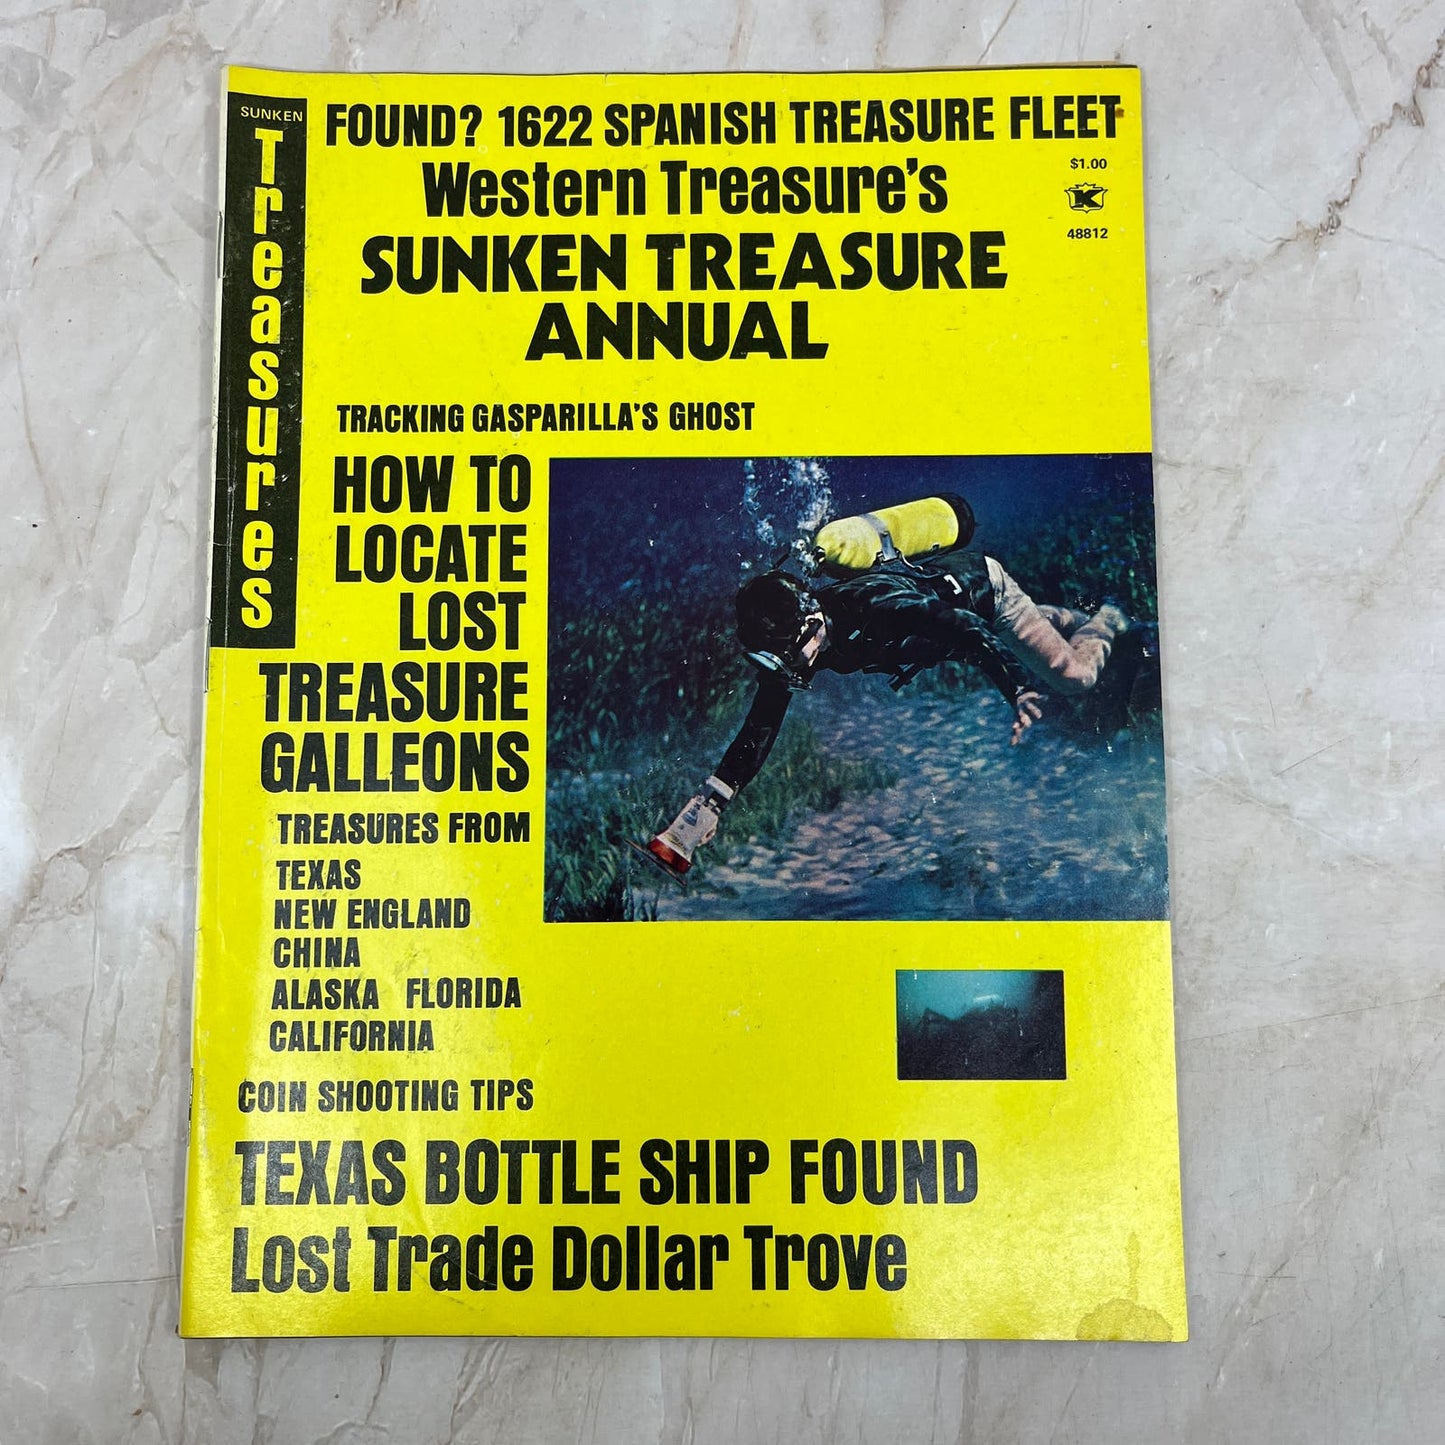 SUNKEN
Treasures
FOUND? 1622 SPANISH TREASURE FLEET
Western Treasure's
$1.00
K
48812
SUNKEN TREASURE
ANNUAL
TRACKING GASPARILLA'S GHOST
HOW TO
LOCATE
LOST
TREASURE
GALLEONS
TREASURES FROM
TEXAS
NEW ENGLAND
CHINA
ALASKA FLORIDA
CALIFORNIA
COIN SHOOTING TIPS
TEXAS BOTTLE SHIP FOUND
Lost Trade Dollar Trove